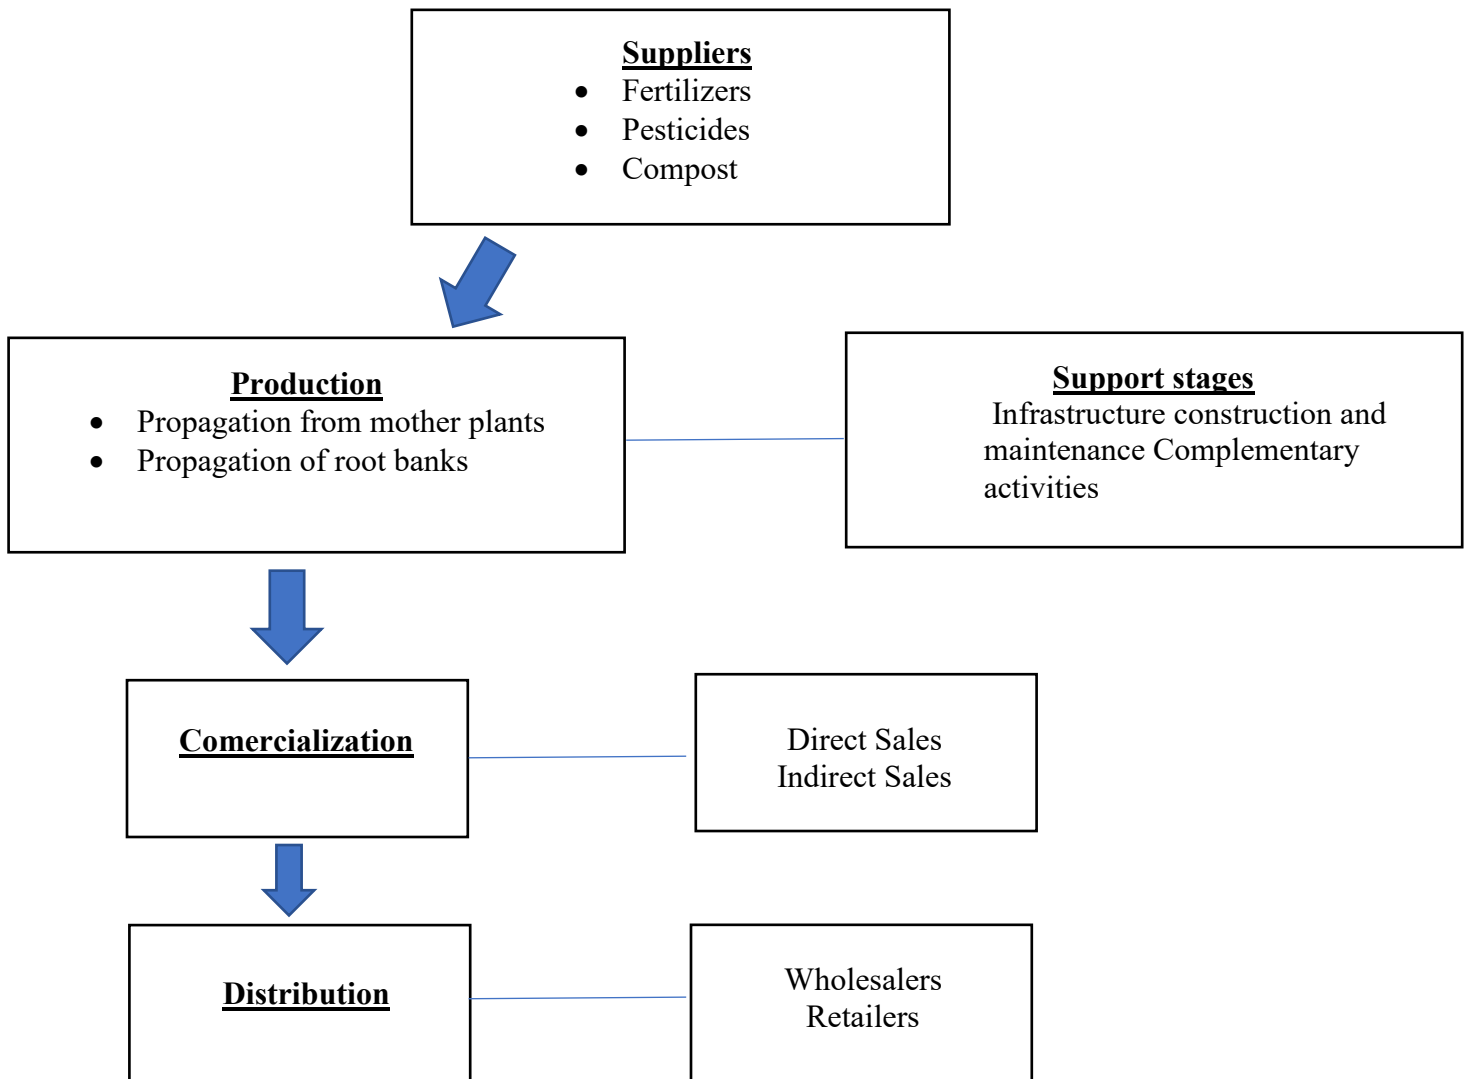 Suppliers
• Fertilizers
• Pesticides
• Compost
Production
• Propagation from mother plants
• Propagation of root banks
Support stages
Infrastructure construction and
maintenance Complementary
activities
Comercialization
Direct Sales
Indirect Sales
Distribution
Wholesalers
Retailers